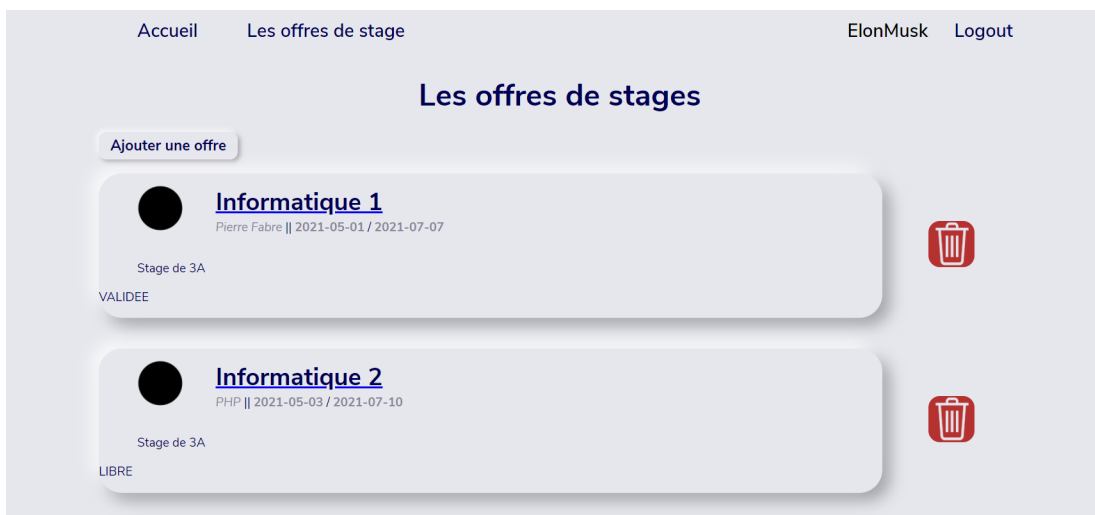 Accueil Les offres de stage ElonMusk Logout
Les offres de stages
Ajouter une offre
Informatique 1
Pierre Fabre || 2021-05-01 / 2021-07-07
Stage de 3A
VALIDEE
Informatique 2
PHP || 2021-05-03 / 2021-07-10
Stage de 3A
LIBRE